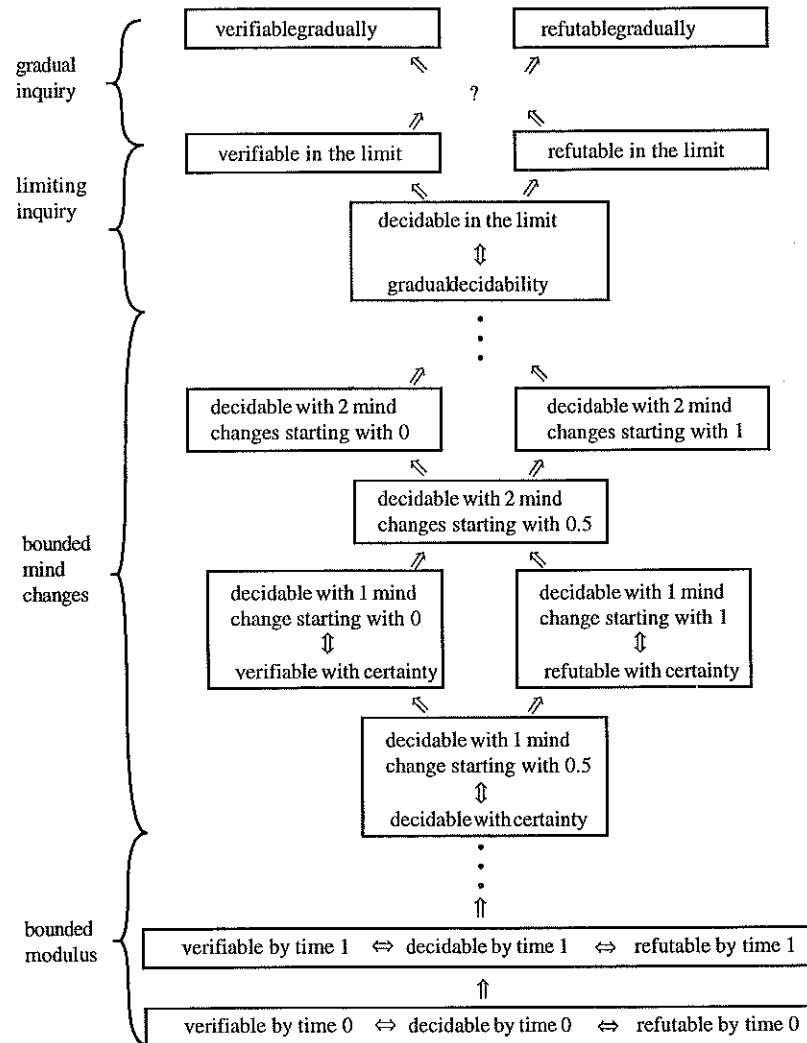 verifiablegradually
refutablegradually
gradual
inquiry
?
verifiable in the limit
refutable in the limit
limiting
inquiry
decidable in the limit
⇕
gradualdecidability
decidable with 2 mind
changes starting with 0
decidable with 2 mind
changes starting with 1
decidable with 2 mind
changes starting with 0.5
bounded
mind
changes
decidable with 1 mind
change starting with 0
⇕
verifiable with certainty
decidable with 1 mind
change starting with 1
⇕
refutable with certainty
decidable with 1 mind
change starting with 0.5
⇕
decidable with certainty
bounded
modulus
verifiable by time 1 ⇔ decidable by time 1 ⇔ refutable by time 1
verifiable by time 0 ⇔ decidable by time 0 ⇔ refutable by time 0